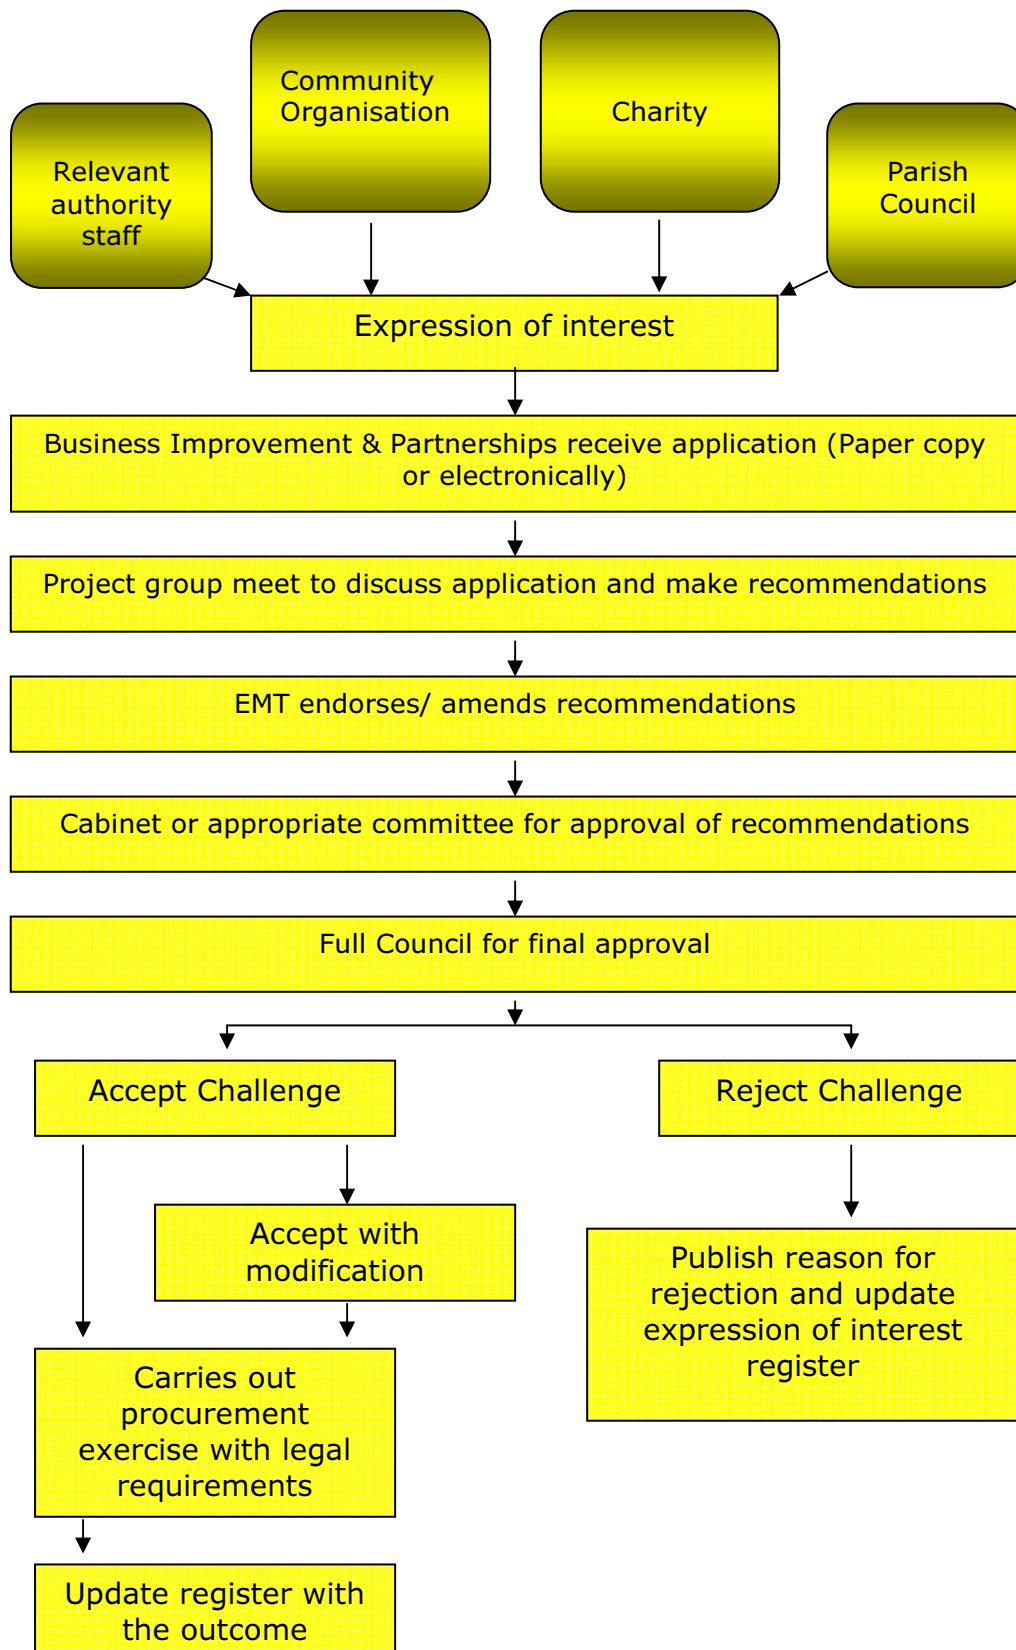 Community
Organisation
Charity
Relevant
authority
staff
Parish
Council
Expression of interest
Business Improvement & Partnerships receive application (Paper copy
or electronically)
Project group meet to discuss application and make recommendations
EMT endorses/ amends recommendations
Cabinet or appropriate committee for approval of recommendations
Full Council for final approval
Accept Challenge
Reject Challenge
Accept with
modification
Publish reason for
rejection and update
expression of interest
register
Carries out
procurement
exercise with legal
requirements
Update register with
the outcome